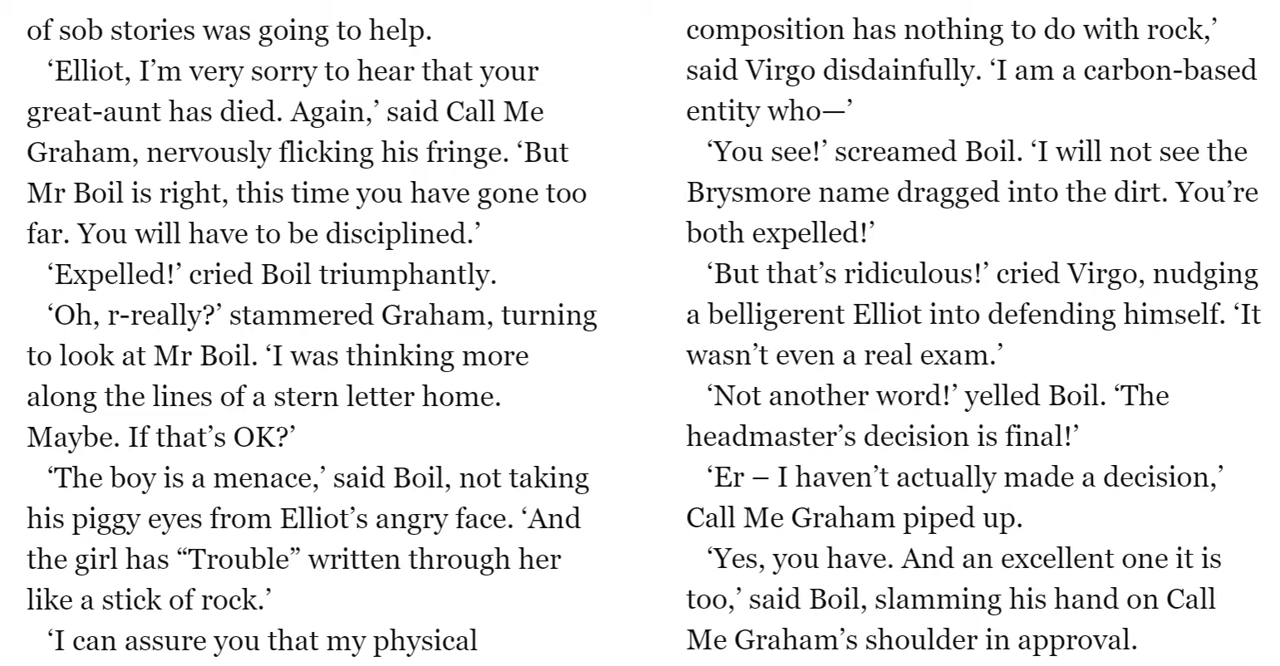 of sob stories was going to help.
‘Elliot, I’m very sorry to hear that your
great-aunt has died. Again,’ said Call Me
Graham, nervously flicking his fringe. ‘But
Mr Boil is right, this time you have gone too
far. You will have to be disciplined.’
‘Expelled!’ cried Boil triumphantly.
‘Oh, r-really?’ stammered Graham, turning
to look at Mr Boil. ‘I was thinking more
along the lines of a stern letter home.
Maybe. If that’s OK?’
‘The boy is a menace,’ said Boil, not taking
his piggy eyes from Elliot’s angry face. ‘And
the girl has “Trouble” written through her
like a stick of rock.’
‘I can assure you that my physical
composition has nothing to do with rock,’
said Virgo disdainfully. ‘I am a carbon-based
entity who—’
‘You see!’ screamed Boil. ‘I will not see the
Brysmore name dragged into the dirt. You’re
both expelled!’
‘But that’s ridiculous!’ cried Virgo, nudging
a belligerent Elliot into defending himself. ‘It
wasn’t even a real exam.’
‘Not another word!’ yelled Boil. ‘The
headmaster’s decision is final!’
‘Er – I haven’t actually made a decision,’
Call Me Graham piped up.
‘Yes, you have. And an excellent one it is
too,’ said Boil, slamming his hand on Call
Me Graham’s shoulder in approval.